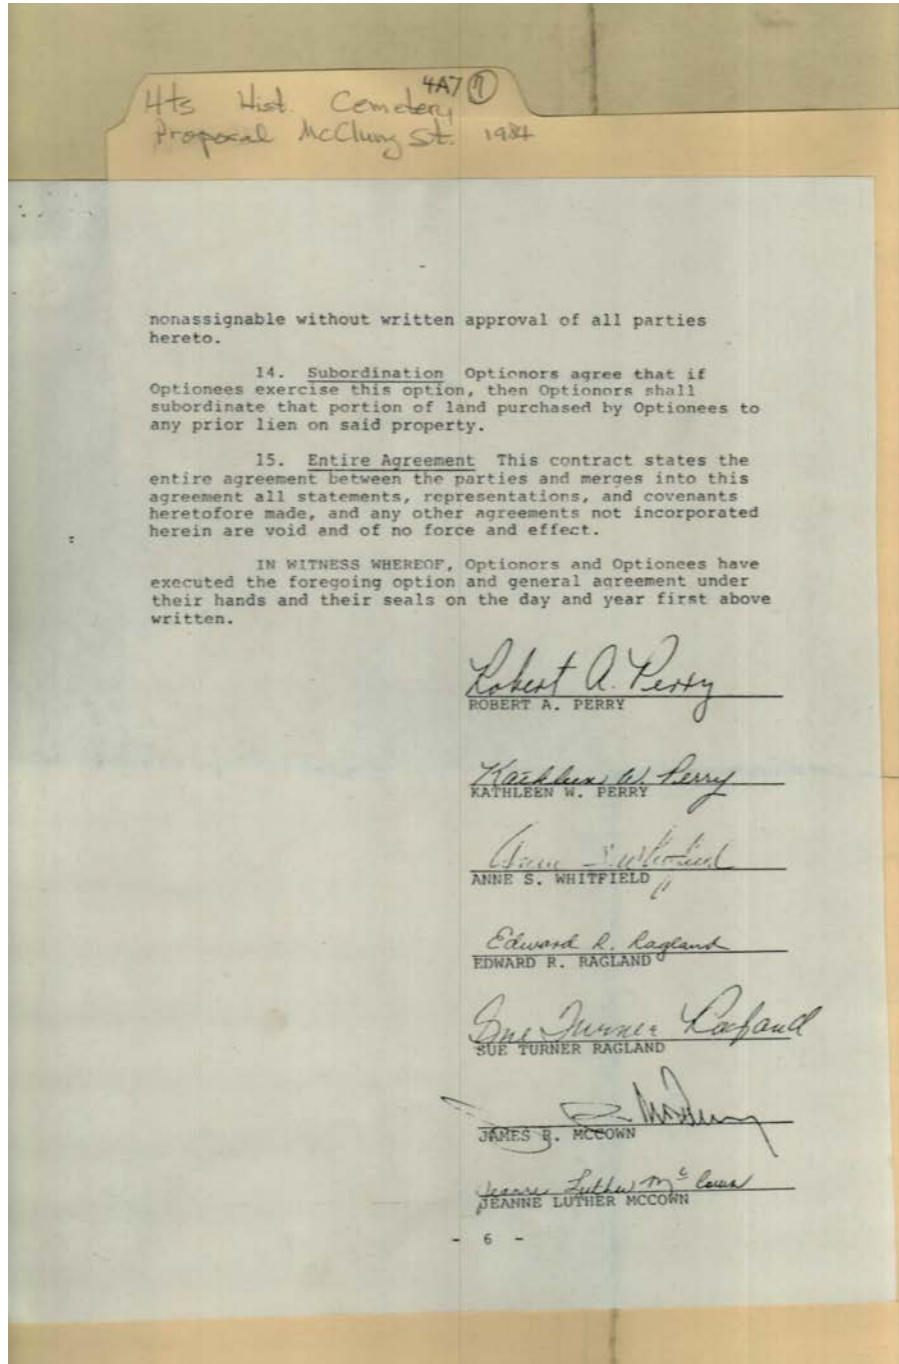 4A7 7
Hts Hist. Cemetery
Proposal McClung St. 1984
nonassignable without written approval of all parties
hereto.
14. Subordination Optionors agree that if
Optionees exercise this option, then Optionors shall
subordinate that portion of land purchased by Optionees to
any prior lien on said property.
15. Entire Agreement This contract states the
entire agreement between the parties and merges into this
agreement all statements, representations, and covenants
heretofore made, and any other agreements not incorporated
herein are void and of no force and effect.
IN WITNESS WHEREOF, Optionors and Optionees have
executed the foregoing option and general agreement under
their hands and their seals on the day and year first above
written.
Robert A. Perry
ROBERT A. PERRY
Kathleen W. Perry
KATHLEEN W. PERRY
Anne S. Whitfield
ANNE S. WHITFIELD
Edward R. Ragland
EDWARD R. RAGLAND
Sue Turner Ragland
SUE TURNER RAGLAND
JAMES R. MCCOWN
Jeanne Luther McCown
JEANNE LUTHER MCCOWN
- 6 -